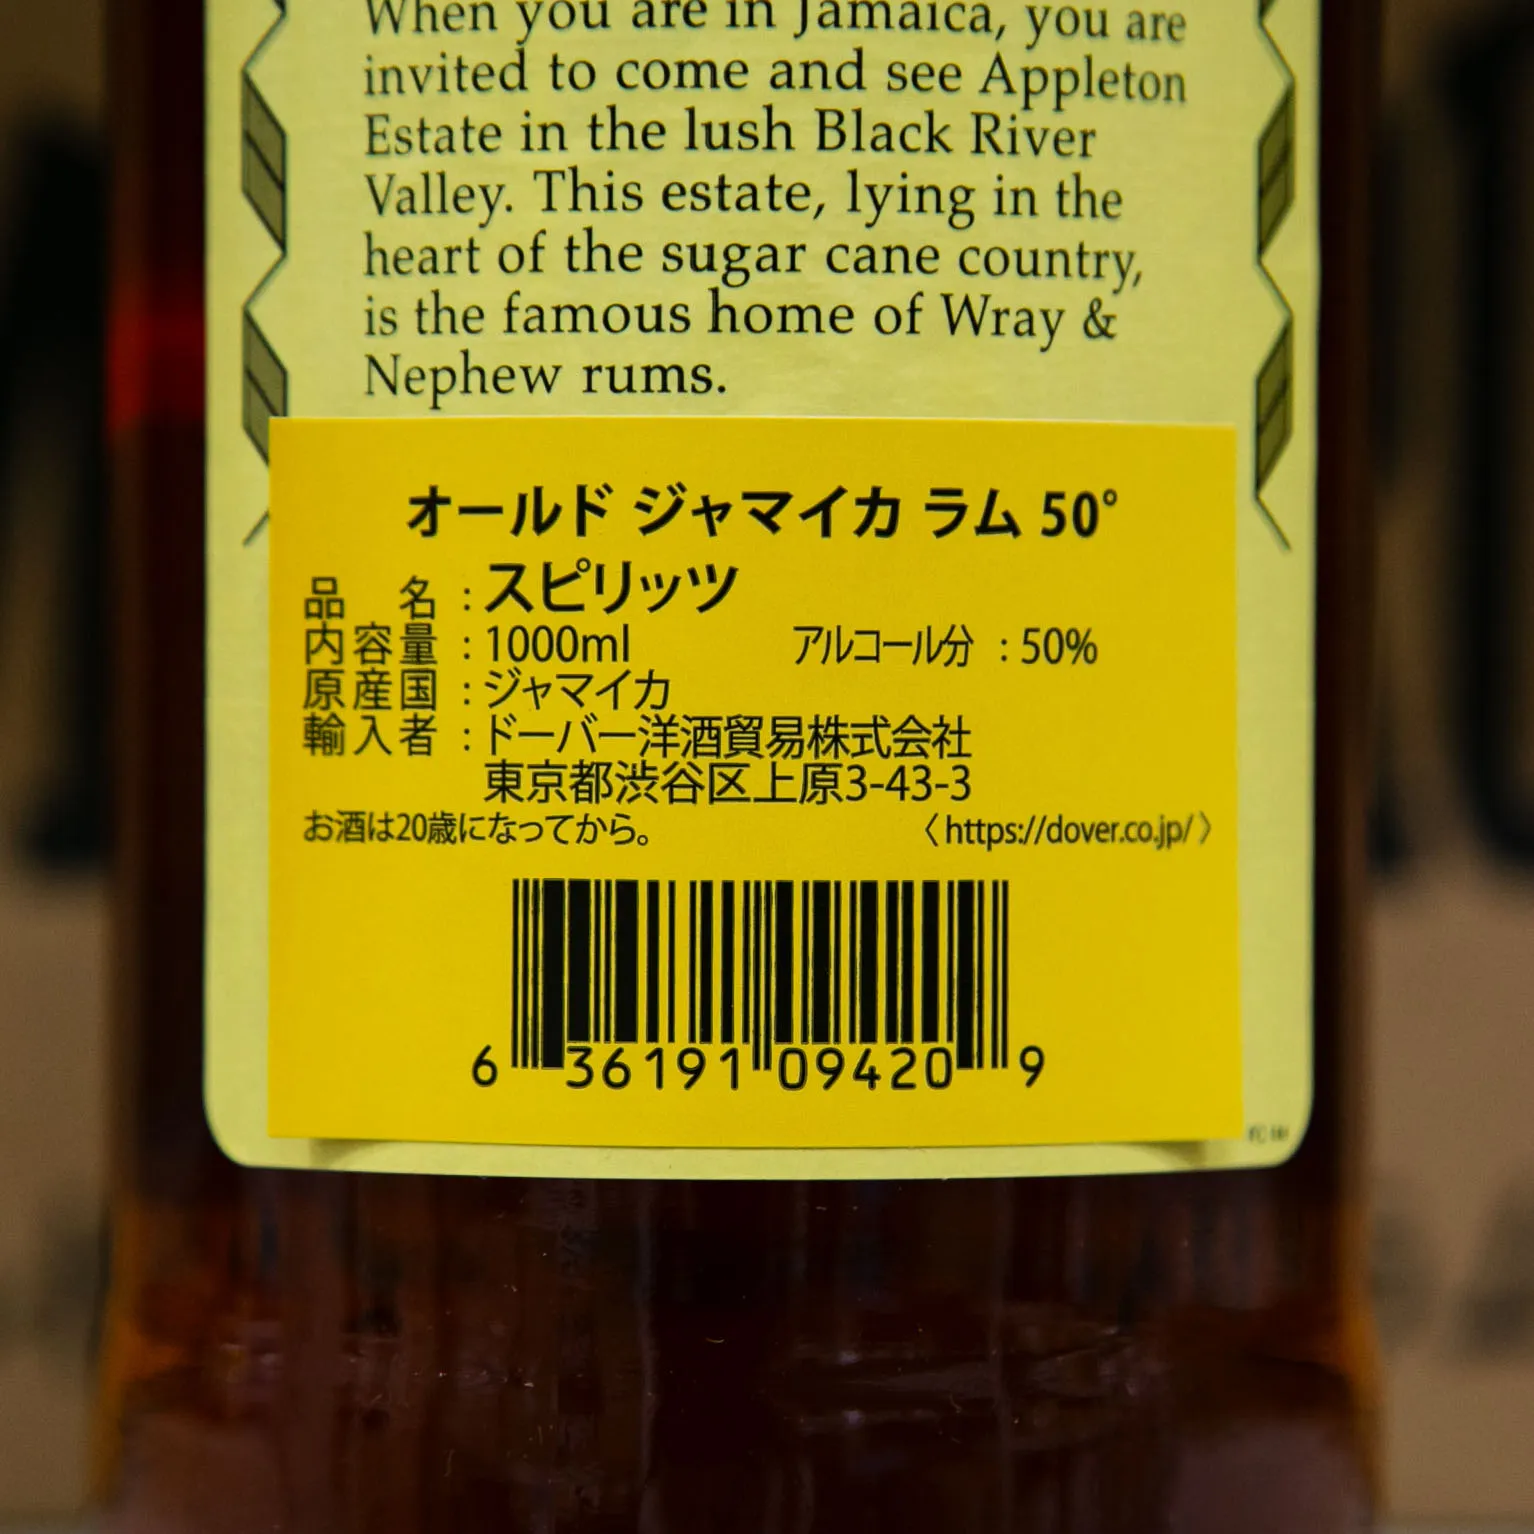 When you are in Jamaica, you are
invited to come and see Appleton
Estate in the lush Black River
Valley. This estate, lying in the
heart of the sugar cane country,
is the famous home of Wray &
Nephew rums.
オールド ジャマイカ ラム 50°
品名：スピリッツ
内容量：1000ml アルコール分：50%
原産国：ジャマイカ
輸入者：ドーバー洋酒貿易株式会社
東京都渋谷区上原3-43-3
お酒は20歳になってから。 〈https://dover.co.jp/〉
6 36191 09420 9